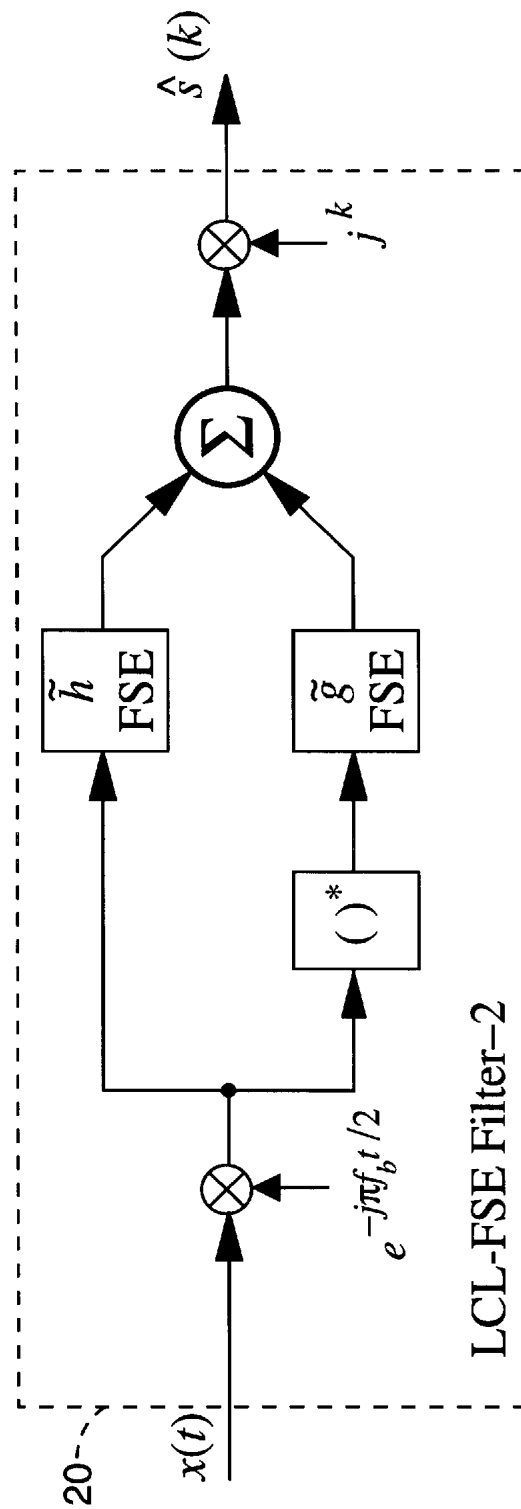 20
x(t)
e^{-jπf_b t/2}
h̃
FSE
( )*
g̃
FSE
Σ
j^k
ŝ (k)
LCL-FSE Filter–2